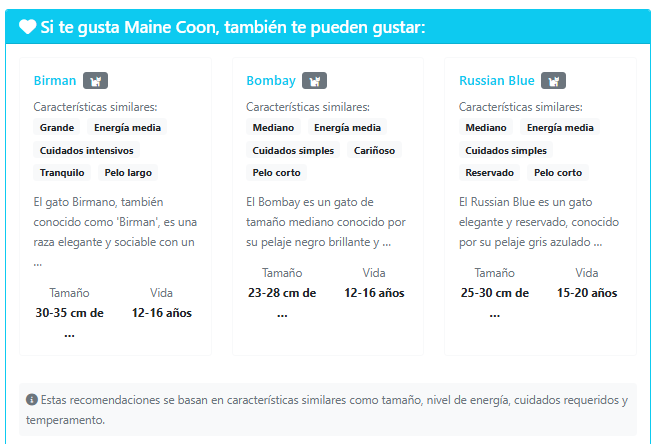 Si te gusta Maine Coon, también te pueden gustar:
Birman
Características similares:
Grande Energía media
Cuidados intensivos
Tranquilo Pelo largo
El gato Birmano, también
conocido como 'Birman', es una
raza elegante y sociable con un
...
Tamaño Vida
30-35 cm de 12-16 años
...
Bombay
Características similares:
Mediano Energía media
Cuidados simples Cariñoso
Pelo corto
El Bombay es un gato de
tamaño mediano conocido por
su pelaje negro brillante y ...
Tamaño Vida
23-28 cm de 12-16 años
...
Russian Blue
Características similares:
Mediano Energía media
Cuidados simples
Reservado Pelo corto
El Russian Blue es un gato
elegante y reservado, conocido
por su pelaje gris azulado ...
Tamaño Vida
25-30 cm de 15-20 años
...
Estas recomendaciones se basan en características similares como tamaño, nivel de energía, cuidados requeridos y
temperamento.